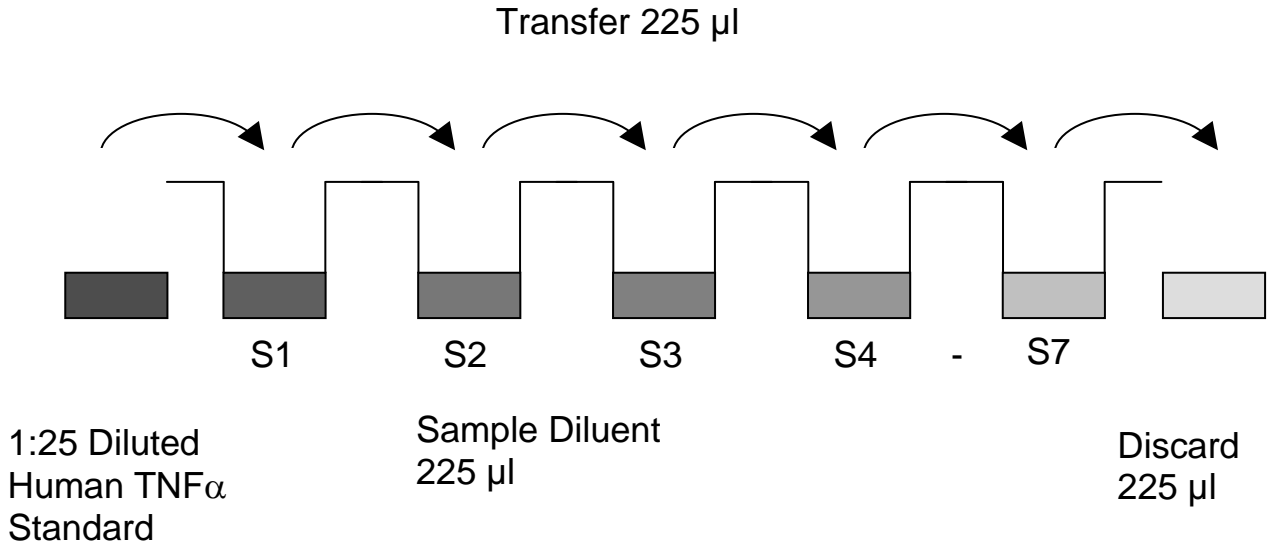 Transfer 225 µl
S1 S2 S3 S4 - S7
1:25 Diluted
Human TNFα
Standard
Sample Diluent
225 µl
Discard
225 µl